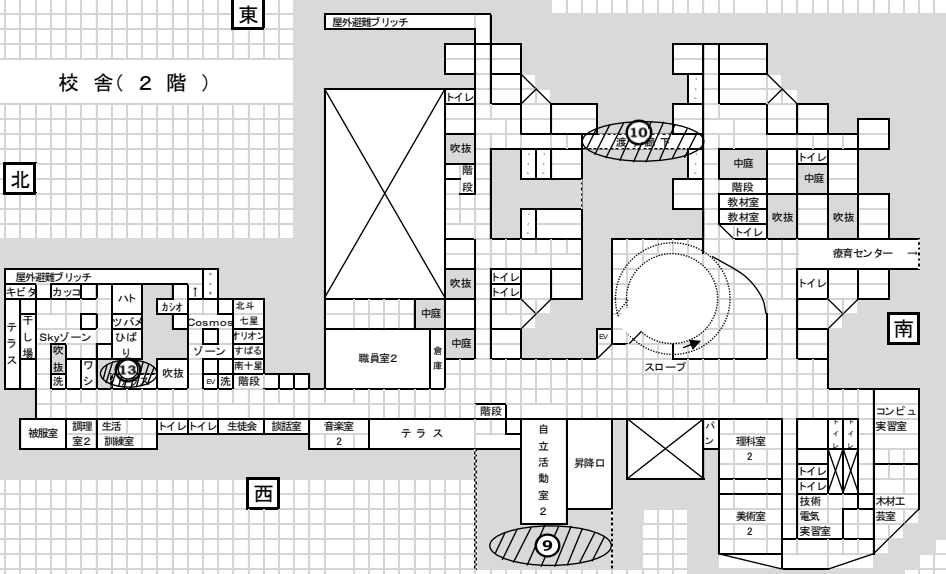 東
屋外避難ブリッチ
校 舎( 2 階 )
トイレ
10
渡り廊下
吹抜
中庭
トイレ
階段
中庭
北
階段
教材室
教材室
吹抜
吹抜
トイレ
療育センター →
屋外避難ブリッチ
吹抜
トイレ
トイレ
トイレ
キビタ
カッコ
ハト
↑
カシオ
北斗
テラス
干し場
ツバメ
Cosmos
七星
中庭
南
Skyゾーン
ひばり
オリオン
吹抜
ゾーン
すばる
職員室2
倉庫
中庭
EV
ワシ
13
吹抜
南十星
スロープ
洗
EV
洗
階段
階段
コンピュ
実習室
被服室
調理室2
生活訓練室
トイレ
トイレ
生徒会
談話室
音楽室2
テラス
自立活動室2
昇降口
パン
理科室2
トイレ
トイレ
トイレ
トイレ
西
美術室2
技術
電気
実習室
木材工
芸室
9